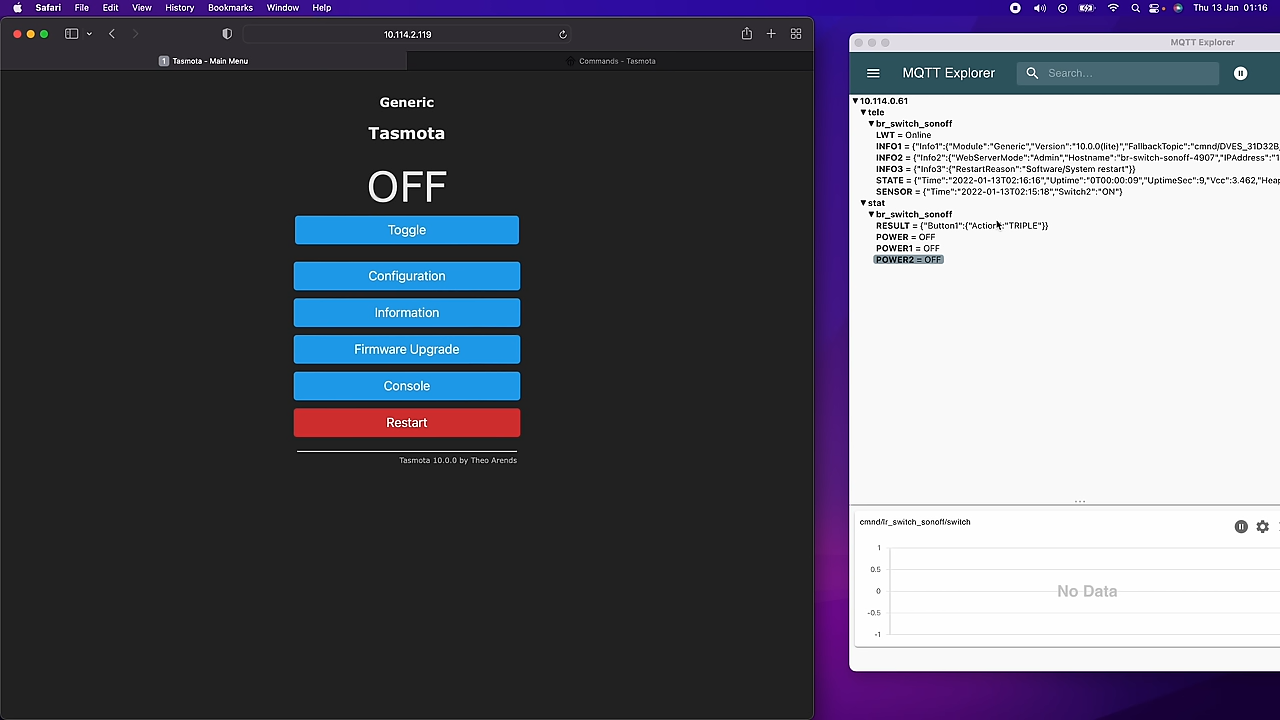 Safari File Edit View History Bookmarks Window Help
Thu 13 Jan 01:16
10.114.2.119
1 Tasmota - Main Menu
Commands - Tasmota
Generic
Tasmota
OFF
Toggle
Configuration
Information
Firmware Upgrade
Console
Restart
Tasmota 10.0.0 by Theo Arends
MQTT Explorer
MQTT Explorer
Search...
▼10.114.0.61
▼tele
▼br_switch_sonoff
LWT = Online
INFO1 = {"Info1":{"Module":"Generic","Version":"10.0.0(lite)","FallbackTopic":"cmnd/DVES_31D32B
INFO2 = {"Info2":{"WebServerMode":"Admin","Hostname":"br-switch-sonoff-4907","IPAddress":"1
INFO3 = {"Info3":{"RestartReason":"Software/System restart"}}
STATE = {"Time":"2022-01-13T02:16:16","Uptime":"0T00:00:09","UptimeSec":9,"Vcc":3.462,"Heap
SENSOR = {"Time":"2022-01-13T02:15:18","Switch2":"ON"}
▼stat
▼br_switch_sonoff
RESULT = {"Button1":{"Action":"TRIPLE"}}
POWER = OFF
POWER1 = OFF
POWER2 = OFF
...
cmnd/lr_switch_sonoff/switch
1
0.5
0
-0.5
-1
No Data